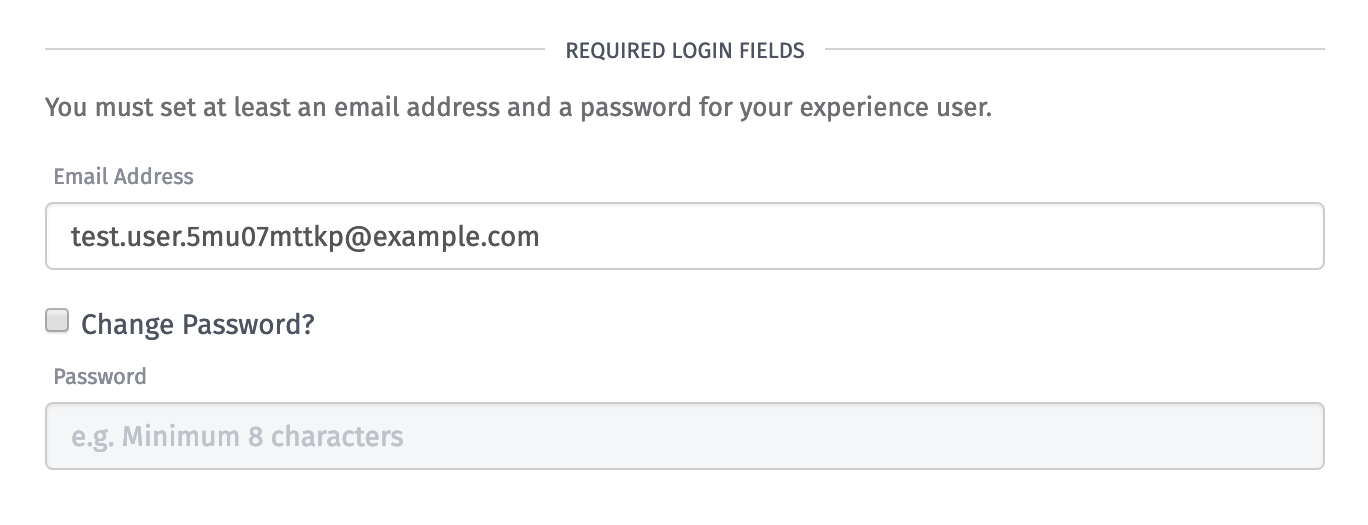 REQUIRED LOGIN FIELDS
You must set at least an email address and a password for your experience user.
Email Address
test.user.5mu07mttkp@example.com
Change Password?
Password
e.g. Minimum 8 characters